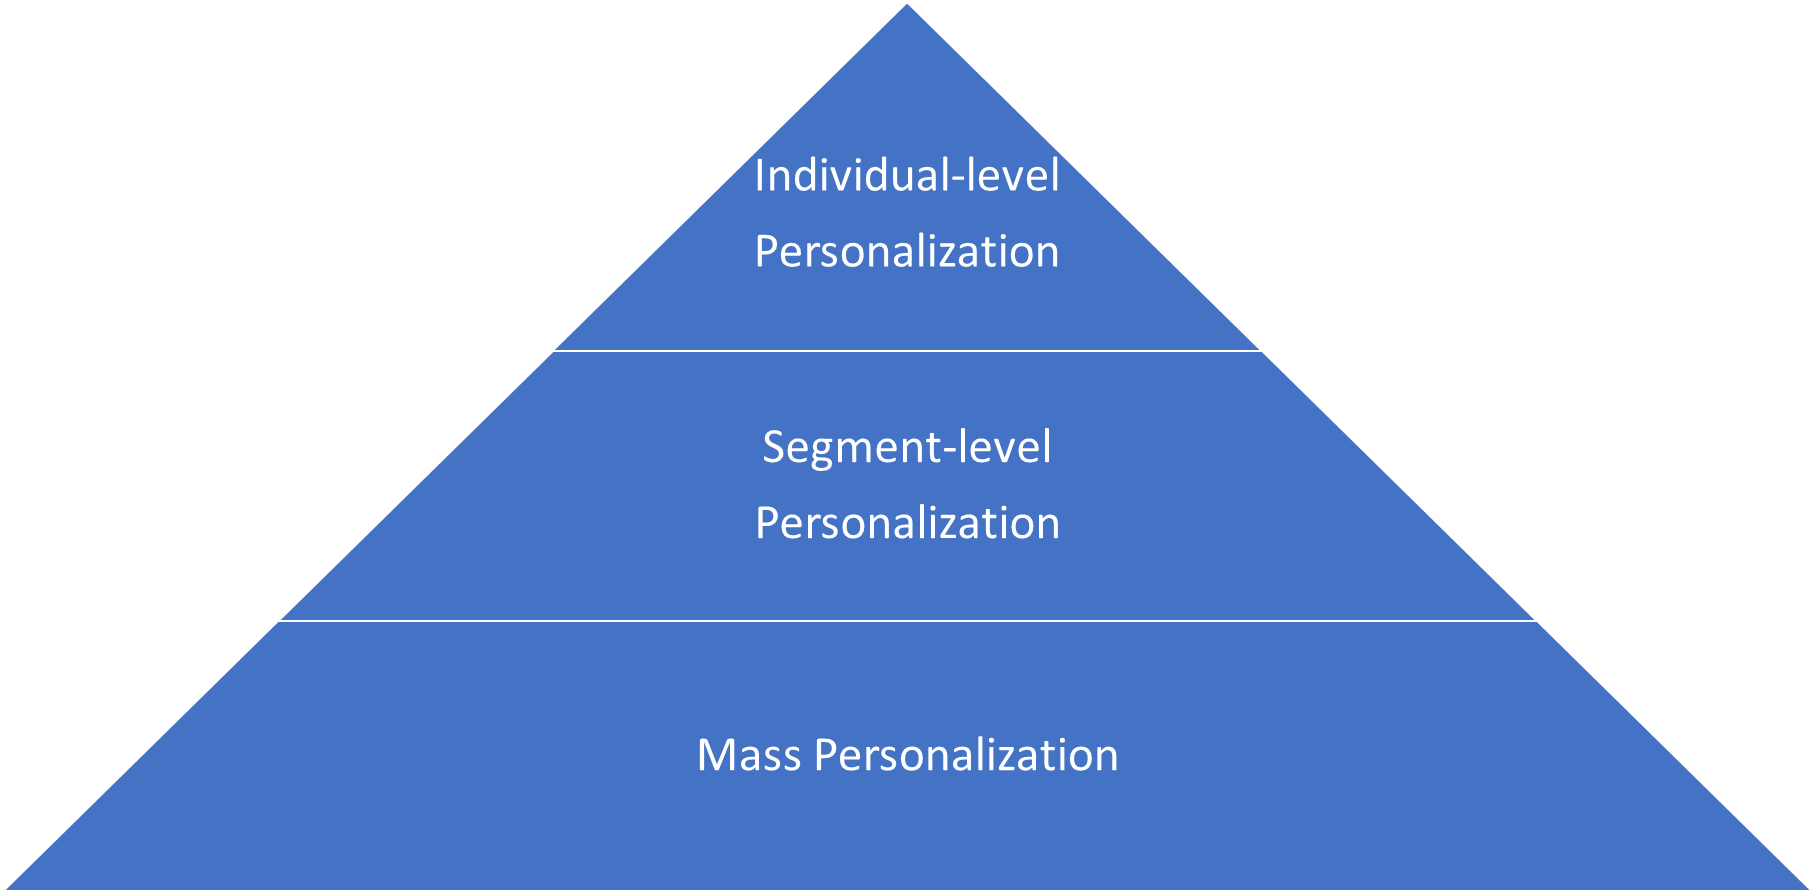 Individual-level
Personalization
Segment-level
Personalization
Mass Personalization